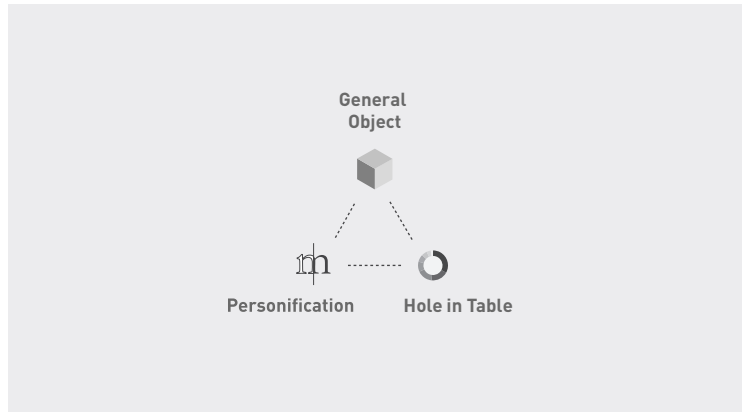 General
Object
m
Personification
Hole in Table